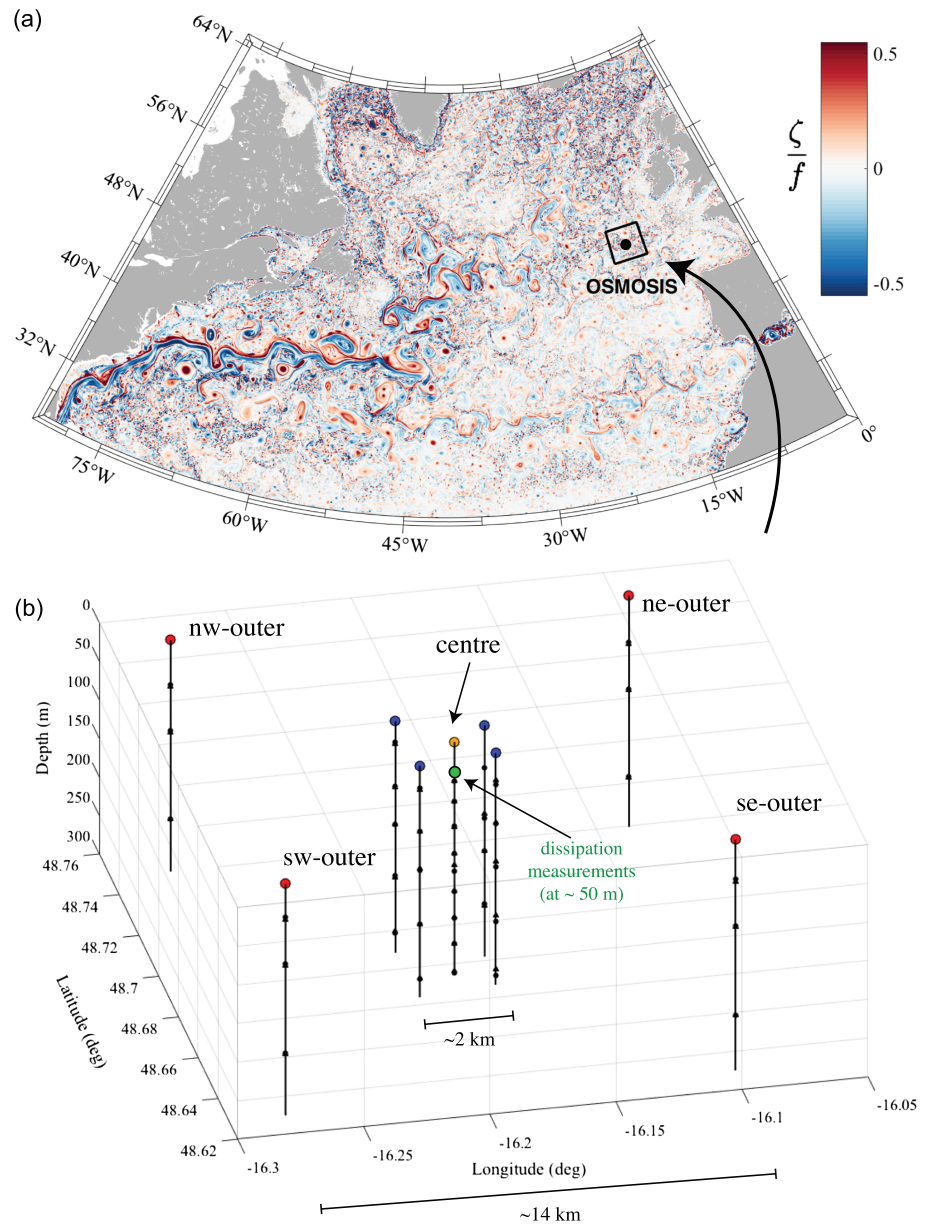 (a)
64°N
56°N
48°N
40°N
32°N
75°W
60°W
45°W
30°W
15°W
0°
OSMOSIS
0.5
0
-0.5
ζ
f
(b)
0
50
100
150
200
250
300
Depth (m)
48.76
48.74
48.72
48.7
48.68
48.66
48.64
48.62
Latitude (deg)
-16.3
-16.25
-16.2
-16.15
-16.1
-16.05
Longitude (deg)
nw-outer
ne-outer
centre
sw-outer
se-outer
dissipation
measurements
(at ~ 50 m)
~2 km
~14 km